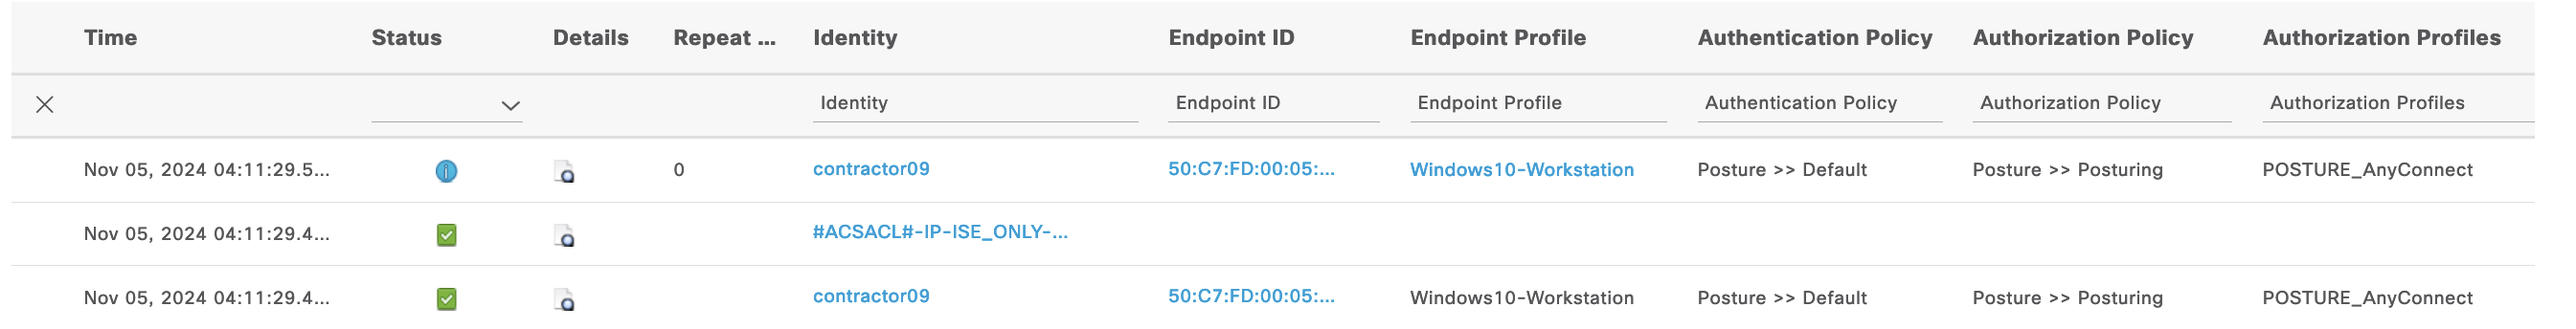 Time Status Details Repeat ... Identity Endpoint ID Endpoint Profile Authentication Policy Authorization Policy Authorization Profiles
Identity Endpoint ID Endpoint Profile Authentication Policy Authorization Policy Authorization Profiles
Nov 05, 2024 04:11:29.5... 0 contractor09 50:C7:FD:00:05:... Windows10-Workstation Posture >> Default Posture >> Posturing POSTURE_AnyConnect
Nov 05, 2024 04:11:29.4... #ACSACL#-IP-ISE_ONLY-...
Nov 05, 2024 04:11:29.4... contractor09 50:C7:FD:00:05:... Windows10-Workstation Posture >> Default Posture >> Posturing POSTURE_AnyConnect